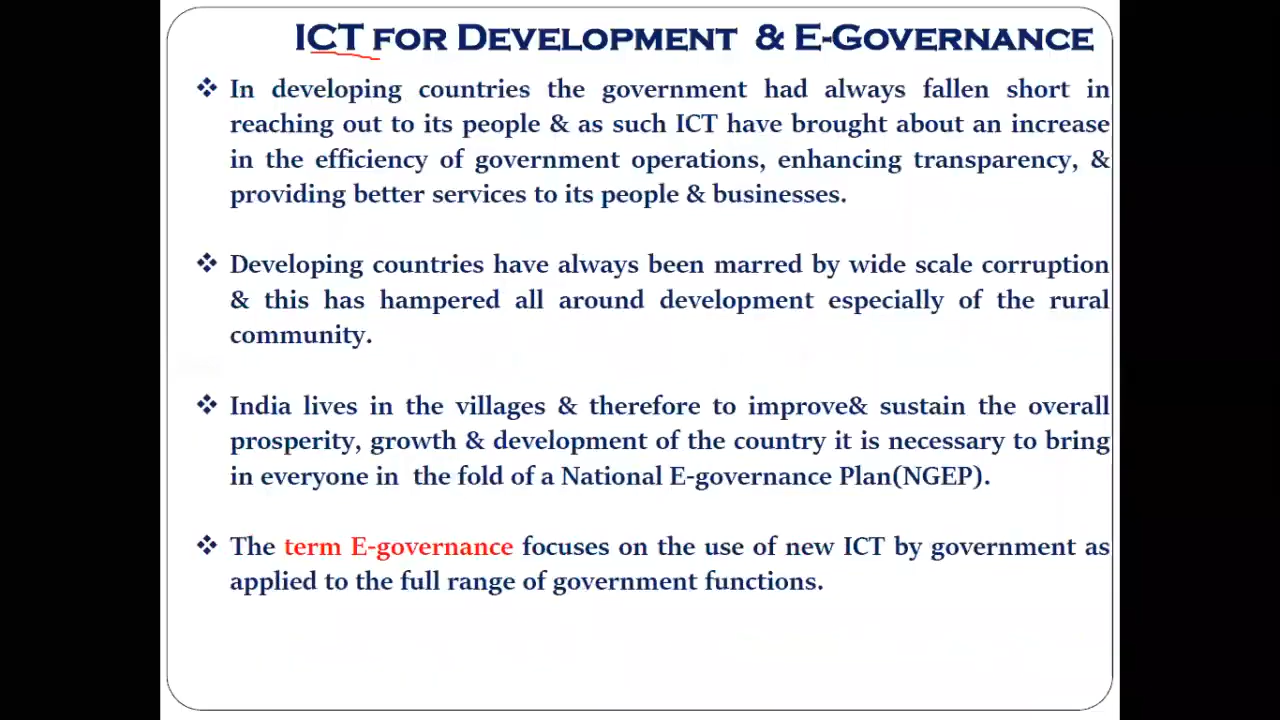 ICT for Development & E-Governance
❖ In developing countries the government had always fallen short in
reaching out to its people & as such ICT have brought about an increase
in the efficiency of government operations, enhancing transparency, &
providing better services to its people & businesses.
❖ Developing countries have always been marred by wide scale corruption
& this has hampered all around development especially of the rural
community.
❖ India lives in the villages & therefore to improve& sustain the overall
prosperity, growth & development of the country it is necessary to bring
in everyone in the fold of a National E-governance Plan(NGEP).
❖ The term E-governance focuses on the use of new ICT by government as
applied to the full range of government functions.